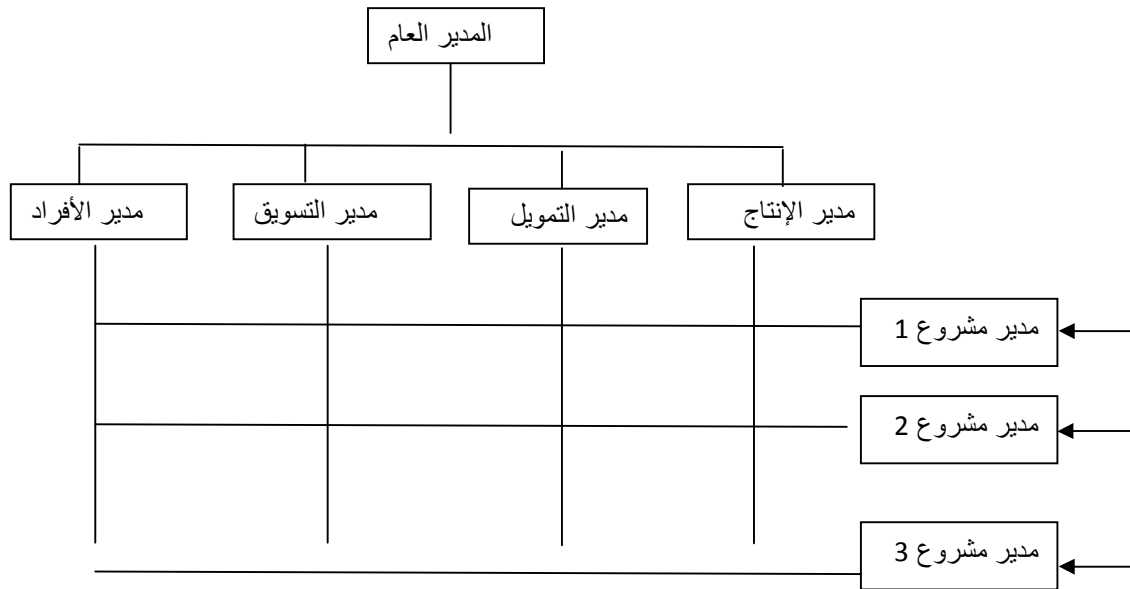 المدير العام
مدير الإنتاج
مدير التمويل
مدير التسويق
مدير الأفراد
مدير مشروع 1
مدير مشروع 2
مدير مشروع 3